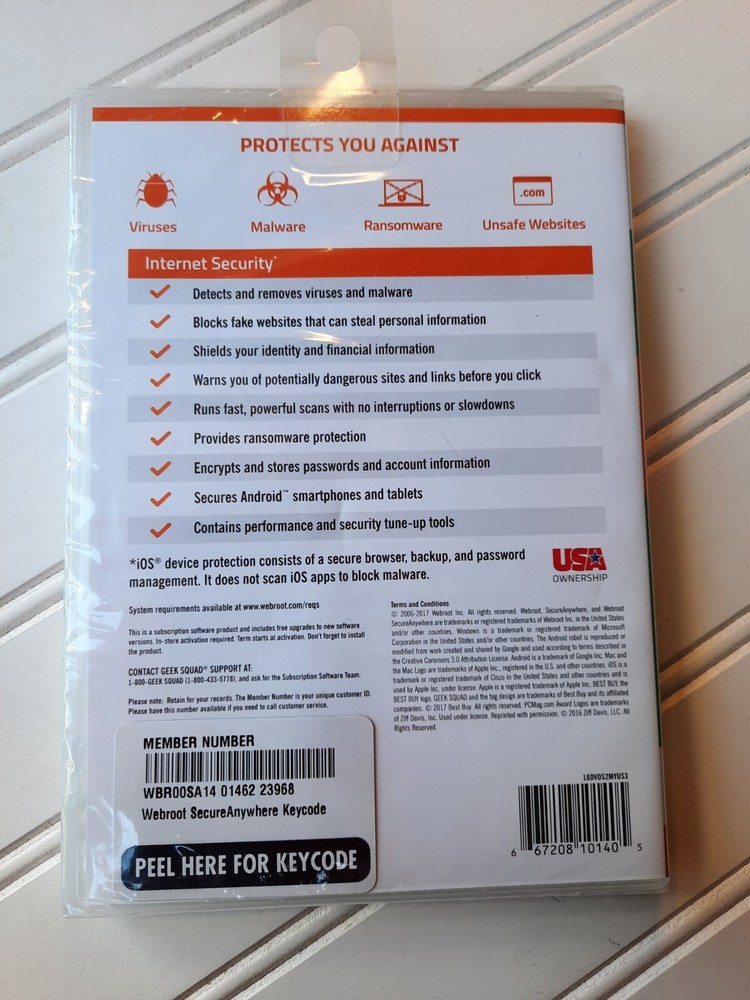 PROTECTS YOU AGAINST
Viruses
Malware
Ransomware
.com
Unsafe Websites
Internet Security*
Detects and removes viruses and malware
Blocks fake websites that can steal personal information
Shields your identity and financial information
Warns you of potentially dangerous sites and links before you click
Runs fast, powerful scans with no interruptions or slowdowns
Provides ransomware protection
Encrypts and stores passwords and account information
Secures Android™ smartphones and tablets
Contains performance and security tune-up tools
*iOS® device protection consists of a secure browser, backup, and password
management. It does not scan iOS apps to block malware.
USA
OWNERSHIP
System requirements available at www.webroot.com/reqs
This is a subscription software product and includes free upgrades to new software
versions. In-store activation required. Term starts at activation. Don't forget to install
the product.
CONTACT GEEK SQUAD® SUPPORT AT:
1-800-GEEK SQUAD (1-800-433-5778), and ask for the Subscription Software Team.
Please note: Retain for your records. The Member Number is your unique customer ID.
Please have this number available if you need to call customer service.
Terms and Conditions
© 2006-2017 Webroot Inc. All rights reserved. Webroot, SecureAnywhere, and Webroot
SecureAnywhere are trademarks or registered trademarks of Webroot Inc. in the United States
and/or other countries. Windows is a trademark or registered trademark of Microsoft
Corporation in the United States and/or other countries. The Android robot is reproduced or
modified from work created and shared by Google and used according to terms described in
the Creative Commons 3.0 Attribution License. Android is a trademark of Google Inc. Mac and
the Mac Logo are trademarks of Apple Inc., registered in the U.S. and other countries. iOS is a
trademark or registered trademark of Cisco in the United States and other countries and is
used by Apple Inc. under license. Apple is a registered trademark of Apple Inc. BEST BUY, the
BEST BUY logo, GEEK SQUAD and the tag design are trademarks of Best Buy and its affiliated
companies. © 2017 Best Buy. All rights reserved. PCMag.com Award Logos are trademarks
of Ziff Davis, Inc. Used under license. Reprinted with permission. © 2016 Ziff Davis, LLC. All
Rights Reserved.
MEMBER NUMBER
WBR00SA14 01462 23968
Webroot SecureAnywhere Keycode
PEEL HERE FOR KEYCODE
18DVDS2MYUS3
6 67208 10140 5